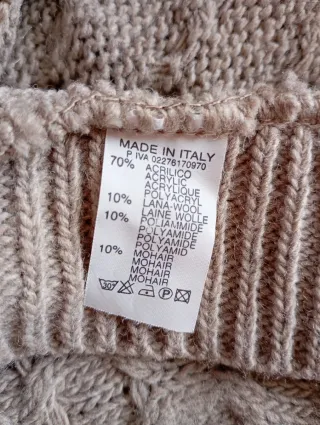 MADE IN ITALY
P.IVA 02276170970
70% ACRILICO
ACRYLIC
ACRYLIQUE
POLYACRYL
10% LANA-WOOL
LAINE WOLLE
10% POLIAMMIDE
POLYAMIDE
POLYAMIDE
POLYAMID
10% MOHAIR
MOHAIR
MOHAIR
MOHAIR
30 P